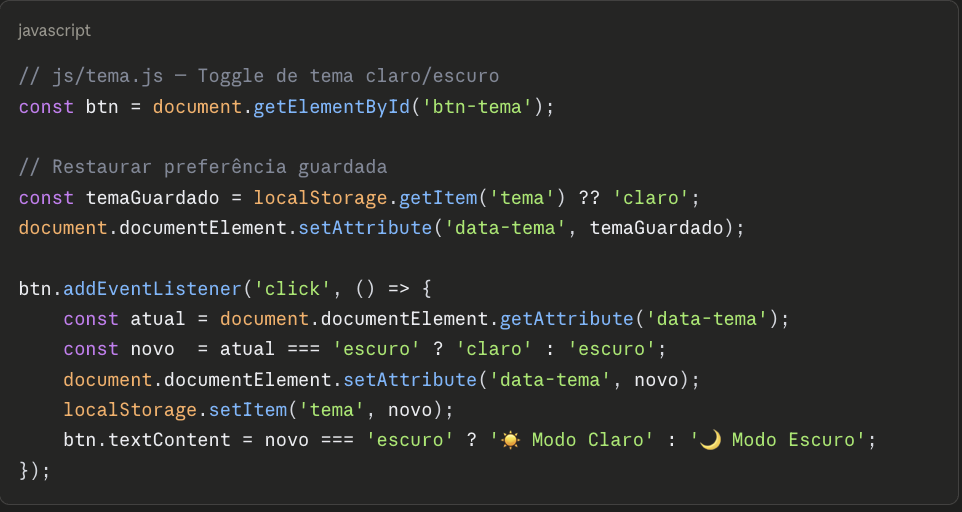 javascript
// js/tema.js — Toggle de tema claro/escuro
const btn = document.getElementById('btn-tema');
// Restaurar preferência guardada
const temaGuardado = localStorage.getItem('tema') ?? 'claro';
document.documentElement.setAttribute('data-tema', temaGuardado);
btn.addEventListener('click', () => {
    const atual = document.documentElement.getAttribute('data-tema');
    const novo  = atual === 'escuro' ? 'claro' : 'escuro';
    document.documentElement.setAttribute('data-tema', novo);
    localStorage.setItem('tema', novo);
    btn.textContent = novo === 'escuro' ? '☀️ Modo Claro' : '🌙 Modo Escuro';
});